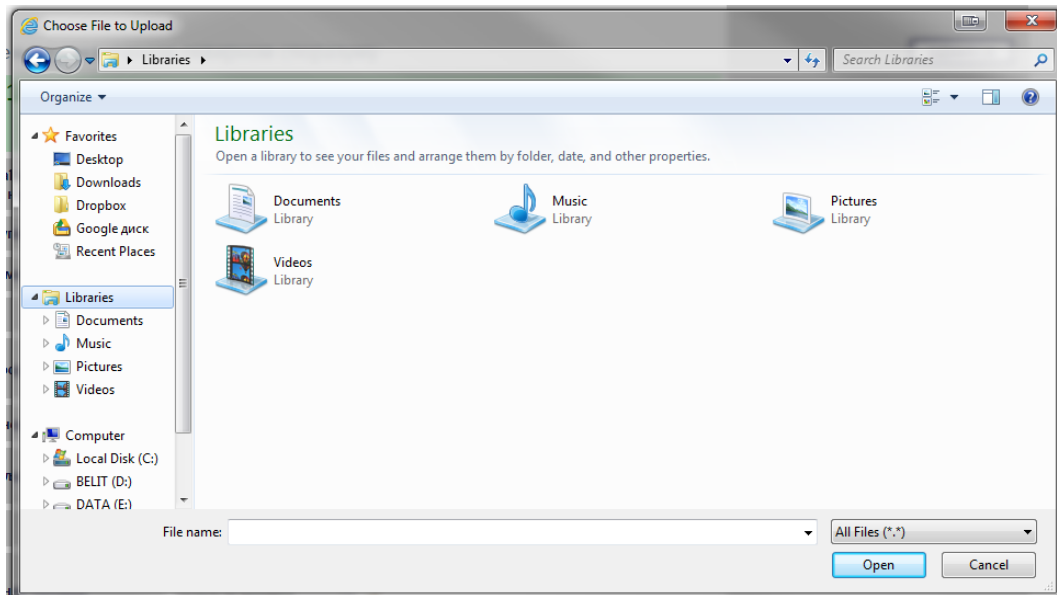 Choose File to Upload
Libraries
Search Libraries
Organize
Favorites
Desktop
Downloads
Dropbox
Google диск
Recent Places
Libraries
Documents
Music
Pictures
Videos
Computer
Local Disk (C:)
BELIT (D:)
DATA (E:)
Libraries
Open a library to see your files and arrange them by folder, date, and other properties.
Documents
Library
Music
Library
Pictures
Library
Videos
Library
File name:
All Files (*.*)
Open
Cancel